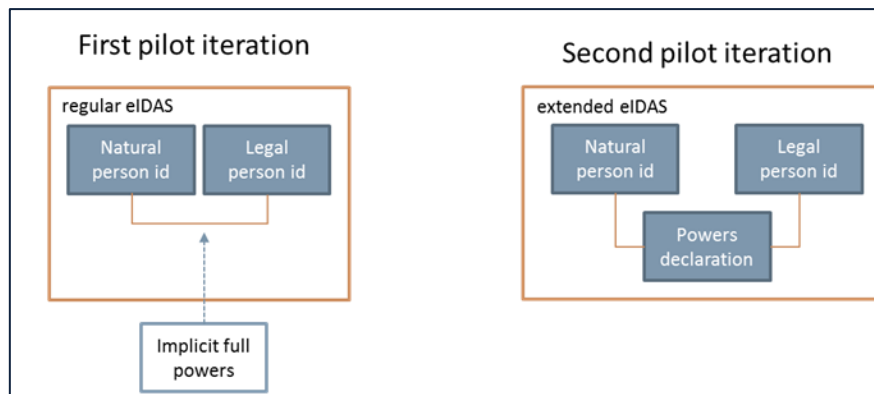 First pilot iteration
regular eIDAS
Natural
person id
Legal
person id
Implicit full
powers
Second pilot iteration
extended eIDAS
Natural
person id
Legal
person id
Powers
declaration